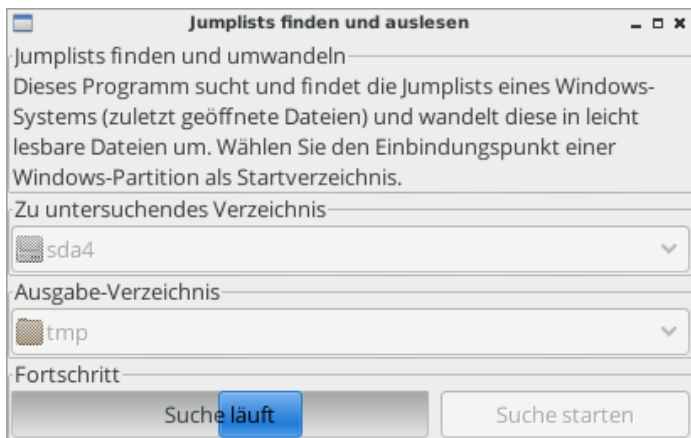 Jumplists finden und auslesen
Jumplists finden und umwandeln
Dieses Programm sucht und findet die Jumplists eines Windows-
Systems (zuletzt geöffnete Dateien) und wandelt diese in leicht
lesbare Dateien um. Wählen Sie den Einbindungspunkt einer
Windows-Partition als Startverzeichnis.
Zu untersuchendes Verzeichnis
sda4
Ausgabe-Verzeichnis
tmp
Fortschritt
Suche läuft
Suche starten